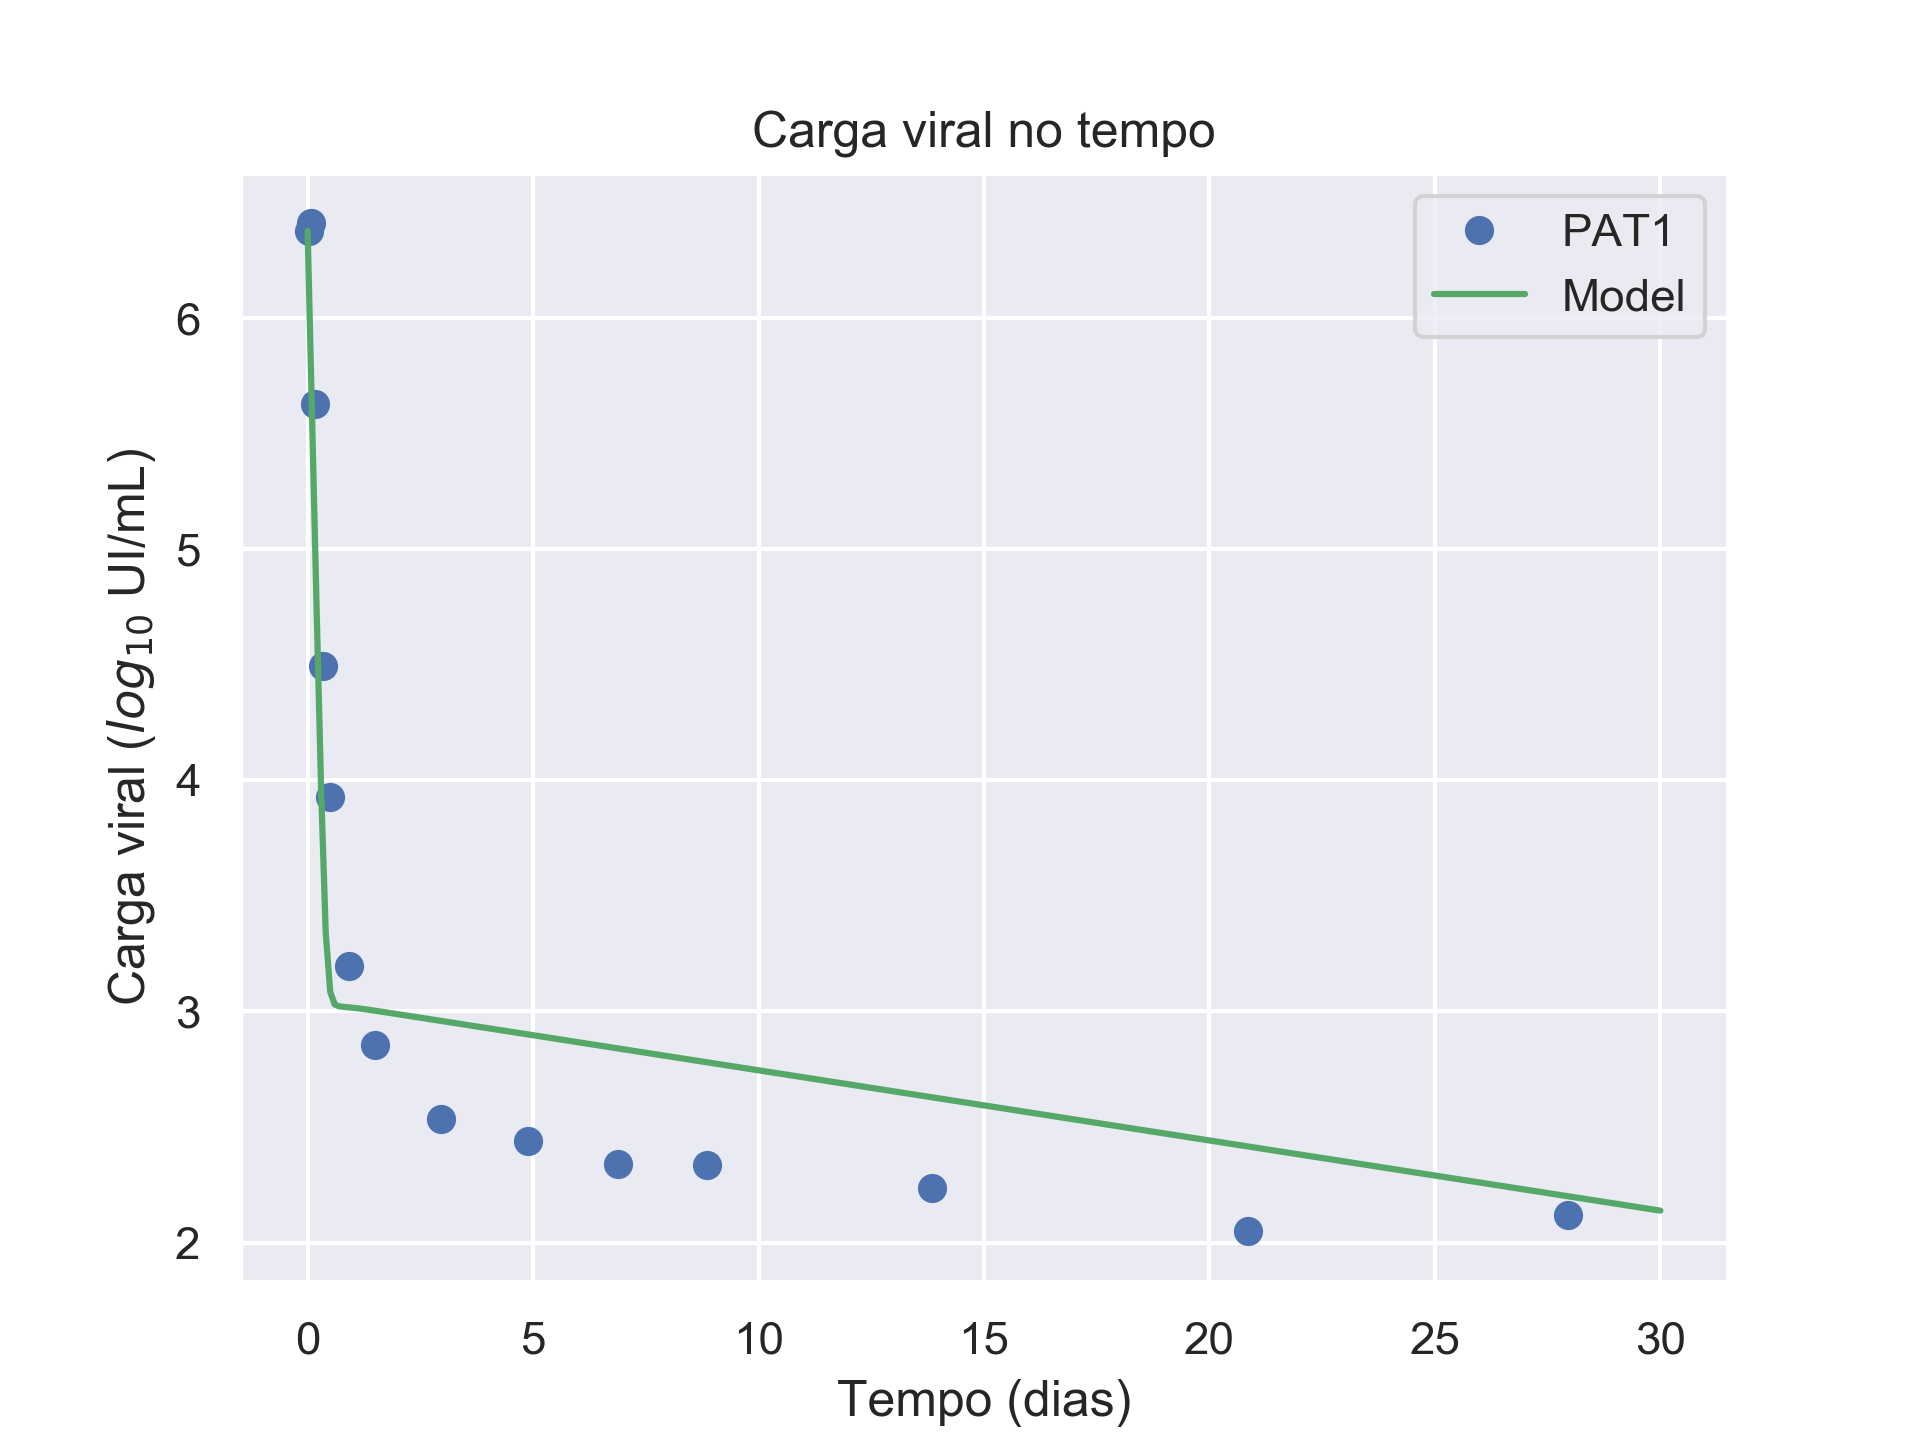 Carga viral no tempo
PAT1
Model
Carga viral (log₁₀ UI/mL)
6
5
4
3
2
0 5 10 15 20 25 30
Tempo (dias)